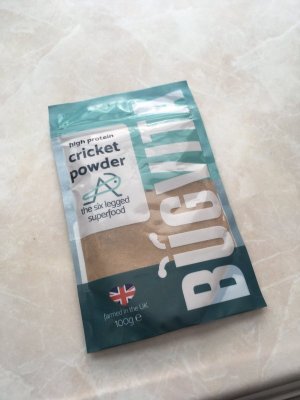 high protein
cricket
powder
the six legged
superfood
BUGVITA
farmed in the UK
100g e